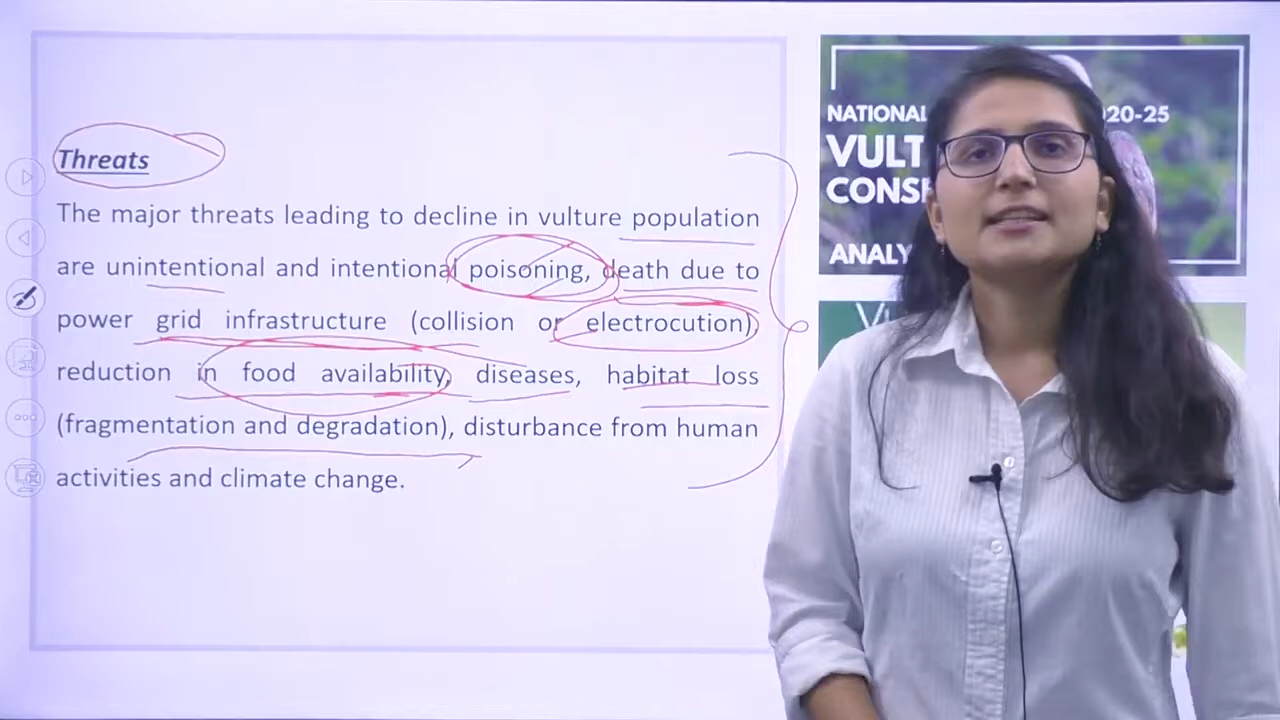 Threats
The major threats leading to decline in vulture population
are unintentional and intentional poisoning, death due to
power grid infrastructure (collision or electrocution)
reduction in food availability, diseases, habitat loss
(fragmentation and degradation), disturbance from human
activities and climate change.
NATIONAL 20-25
VULT
CONS
ANALY